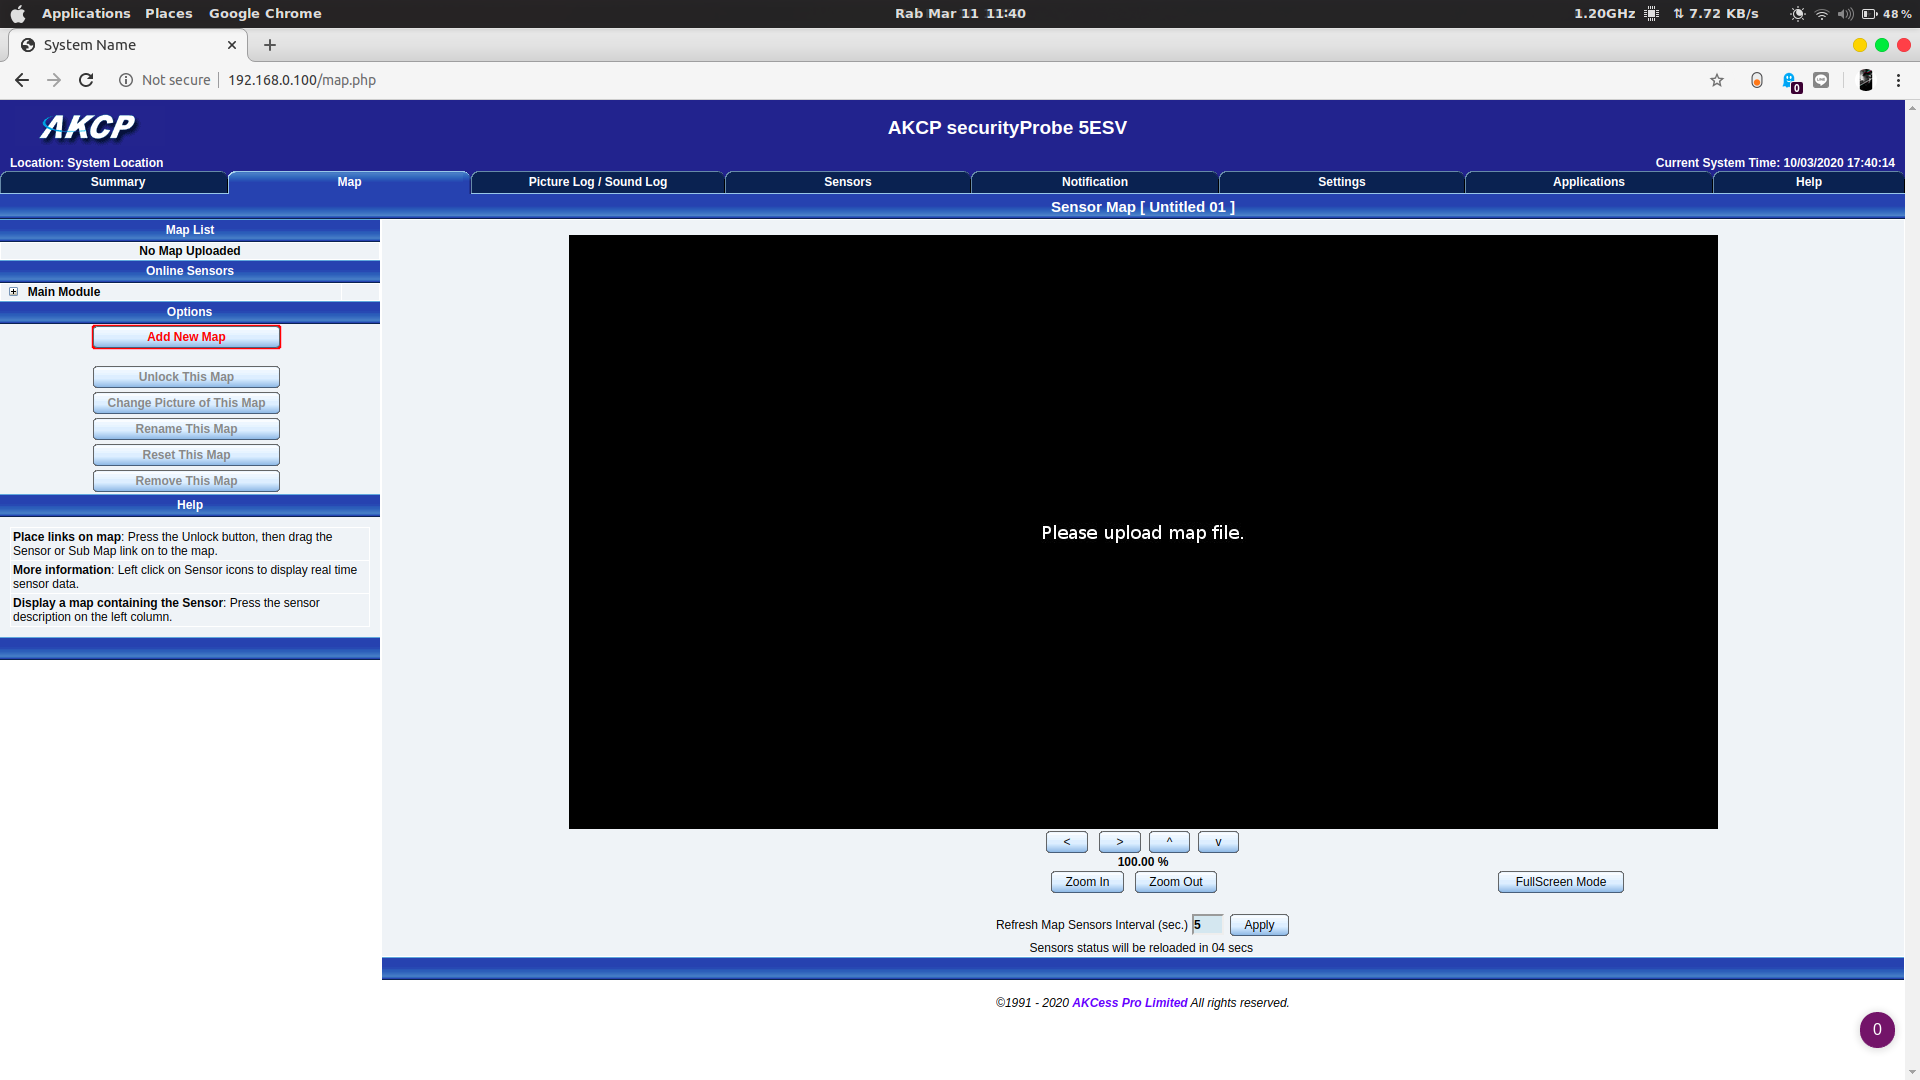 Applications Places Google Chrome Rab Mar 11 11:40 1.20GHz 7.72 KB/s 48 %
System Name
Not secure 192.168.0.100/map.php 0
AKCP
AKCP securityProbe 5ESV
Location: System Location Current System Time: 10/03/2020 17:40:14
Summary Map Picture Log / Sound Log Sensors Notification Settings Applications Help
Sensor Map [ Untitled 01 ]
Map List
No Map Uploaded
Online Sensors
Main Module
Options
Add New Map
Unlock This Map
Change Picture of This Map
Rename This Map
Reset This Map
Remove This Map
Help
Place links on map: Press the Unlock button, then drag the
Sensor or Sub Map link on to the map.
More information: Left click on Sensor icons to display real time
sensor data.
Display a map containing the Sensor: Press the sensor
description on the left column.
Please upload map file.
< > ^ v
100.00 %
Zoom In Zoom Out FullScreen Mode
Refresh Map Sensors Interval (sec.) 5 Apply
Sensors status will be reloaded in 04 secs
©1991 - 2020 AKCess Pro Limited All rights reserved.
0